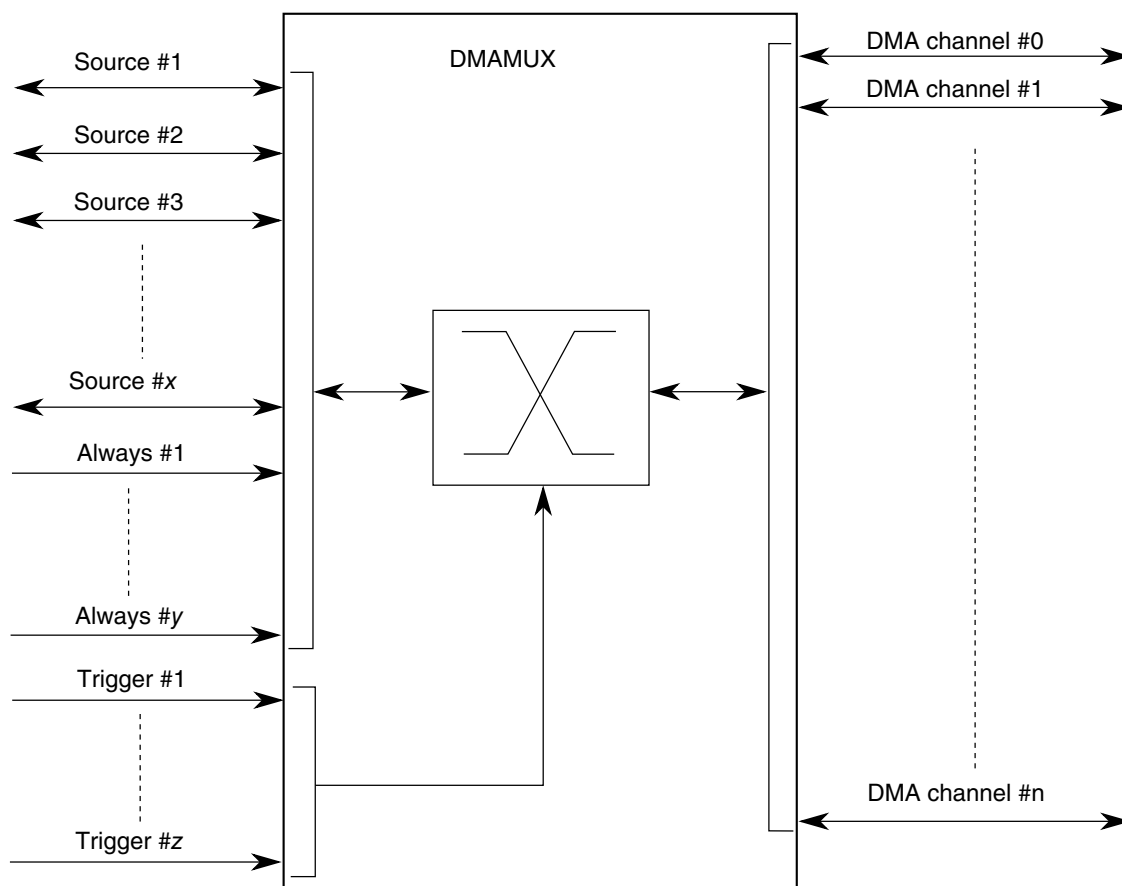 DMAMUX
Source #1
Source #2
Source #3
Source #x
Always #1
Always #y
Trigger #1
Trigger #z
DMA channel #0
DMA channel #1
DMA channel #n